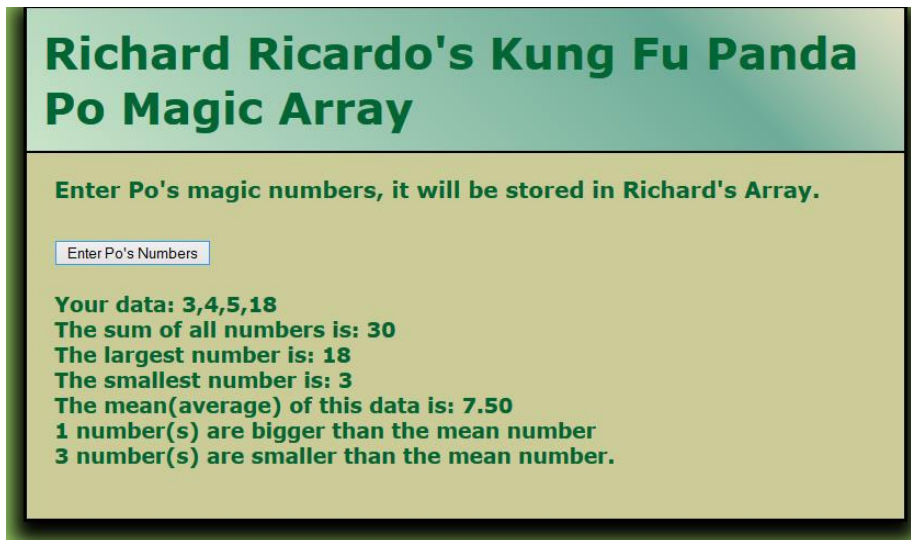 Richard Ricardo's Kung Fu Panda
Po Magic Array
Enter Po's magic numbers, it will be stored in Richard's Array.
Enter Po's Numbers
Your data: 3,4,5,18
The sum of all numbers is: 30
The largest number is: 18
The smallest number is: 3
The mean(average) of this data is: 7.50
1 number(s) are bigger than the mean number
3 number(s) are smaller than the mean number.